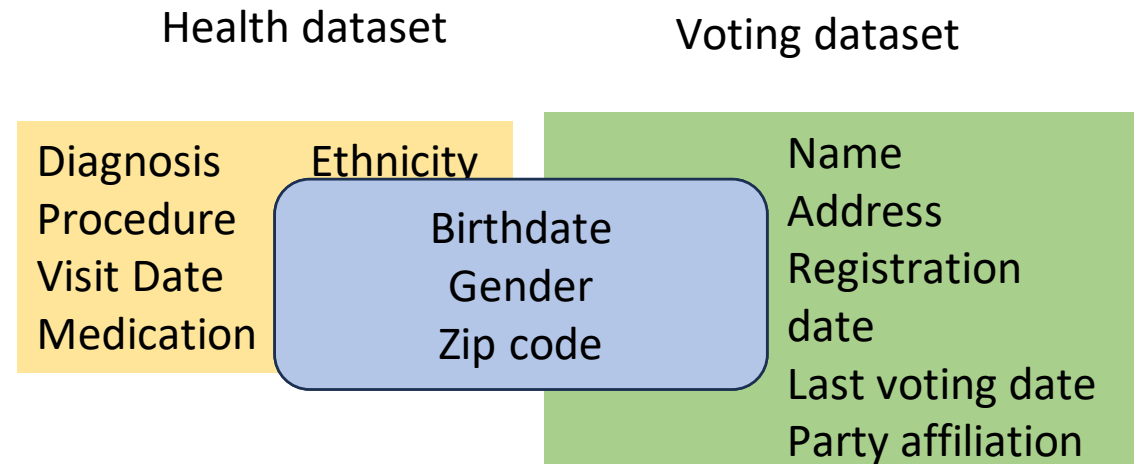 Health dataset
Voting dataset
Diagnosis
Procedure
Visit Date
Medication
Ethnicity
Birthdate
Gender
Zip code
Name
Address
Registration
date
Last voting date
Party affiliation